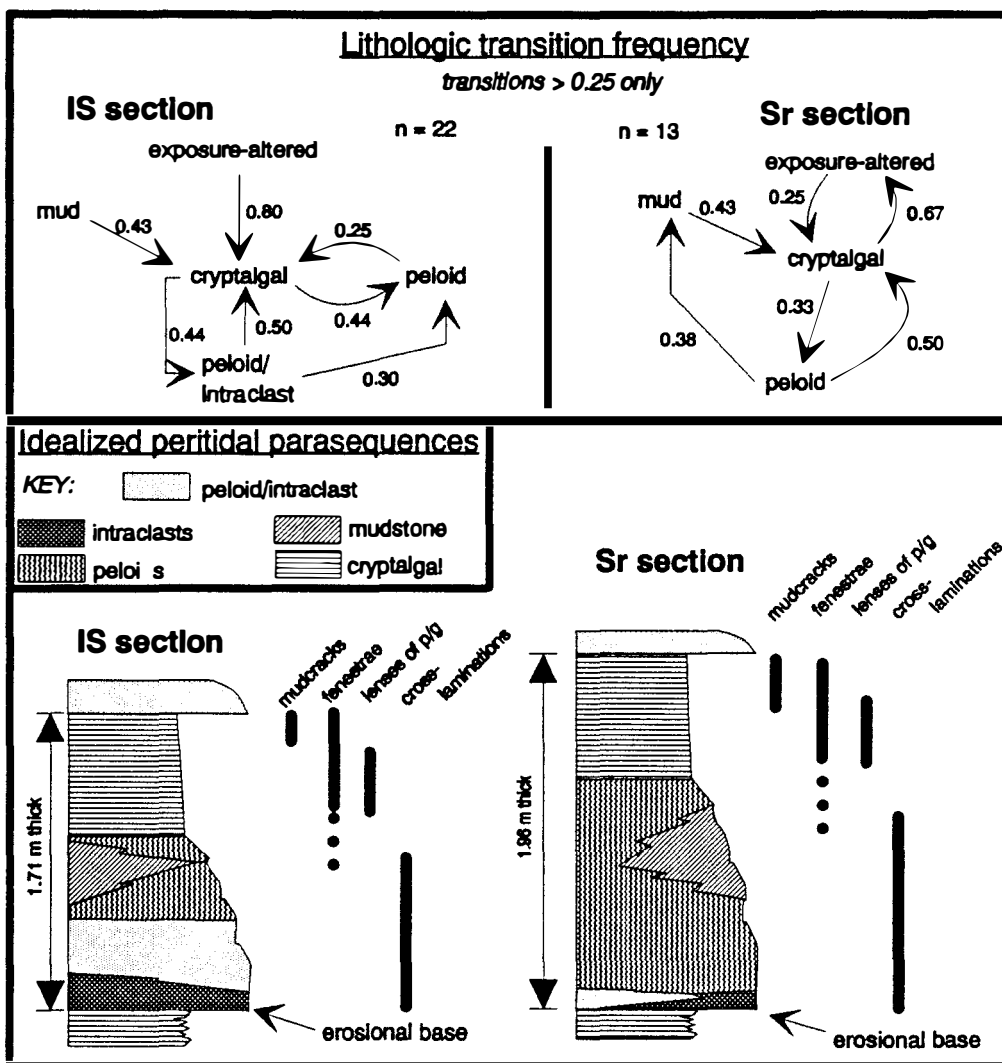 Lithologic transition frequency
transitions > 0.25 only
IS section
n = 22
exposure-altered
mud
0.43
0.80
0.25
cryptalgal
peloid
0.44
0.44
0.50
peloid/
intraclast
0.30
Sr section
n = 13
exposure-altered
mud
0.43
0.25
0.67
cryptalgal
0.33
0.38
0.50
peloid
Idealized peritidal parasequences
KEY:
peloid/intraclast
intraclasts
mudstone
peloi s
cryptalgal
IS section
mudcracks
fenestrae
lenses of p/g
cross-
laminations
1.71 m thick
erosional base
Sr section
mudcracks
fenestrae
lenses of p/g
cross-
laminations
1.96 m thick
erosional base